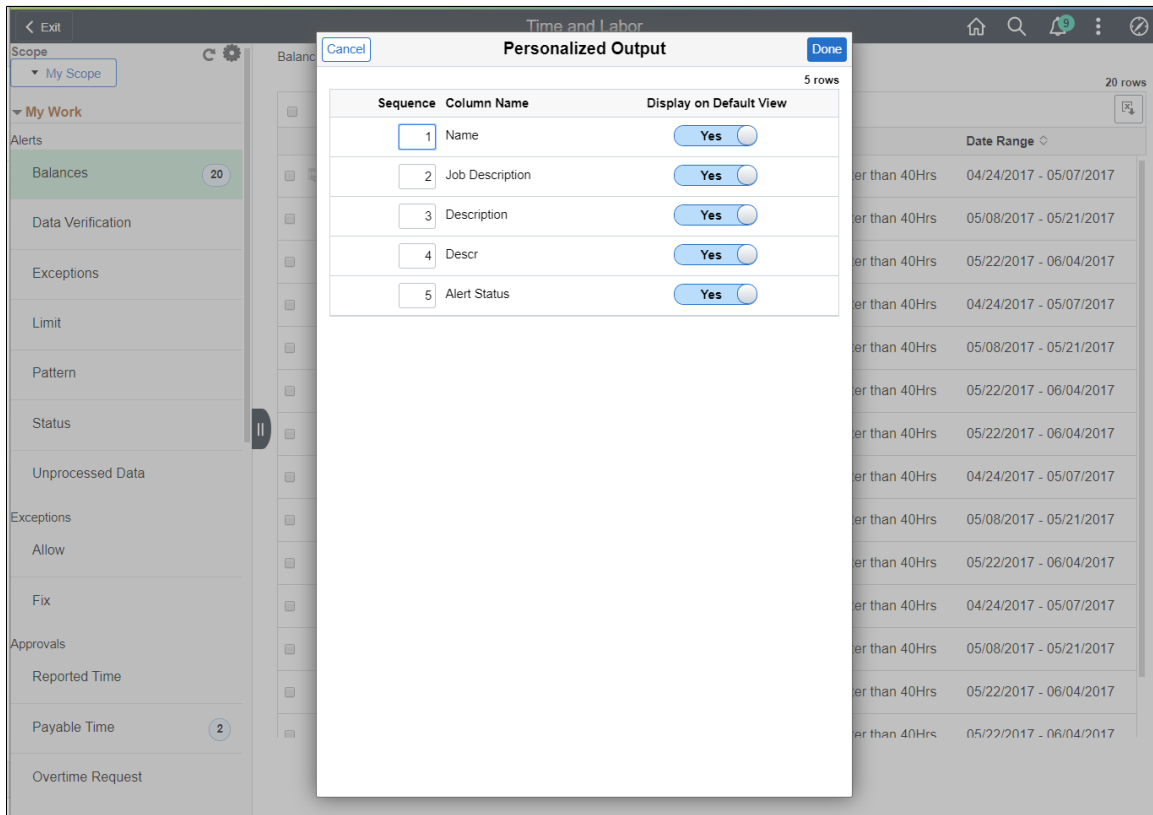 Exit
Time and Labor
9
Scope
My Scope
My Work
Alerts
Balances 20
Data Verification
Exceptions
Limit
Pattern
Status
Unprocessed Data
Exceptions
Allow
Fix
Approvals
Reported Time
Payable Time 2
Overtime Request
Balanc
20 rows
Cancel Personalized Output Done
5 rows
Sequence Column Name Display on Default View
1 Name Yes
2 Job Description Yes
3 Description Yes
4 Descr Yes
5 Alert Status Yes
Date Range
er than 40Hrs 04/24/2017 - 05/07/2017
er than 40Hrs 05/08/2017 - 05/21/2017
er than 40Hrs 05/22/2017 - 06/04/2017
er than 40Hrs 04/24/2017 - 05/07/2017
er than 40Hrs 05/08/2017 - 05/21/2017
er than 40Hrs 05/22/2017 - 06/04/2017
er than 40Hrs 05/22/2017 - 06/04/2017
er than 40Hrs 04/24/2017 - 05/07/2017
er than 40Hrs 05/08/2017 - 05/21/2017
er than 40Hrs 05/22/2017 - 06/04/2017
er than 40Hrs 04/24/2017 - 05/07/2017
er than 40Hrs 05/08/2017 - 05/21/2017
er than 40Hrs 05/22/2017 - 06/04/2017
er than 40Hrs 05/22/2017 - 06/04/2017